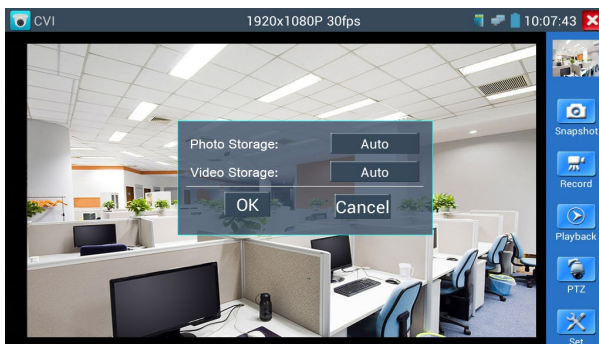 CVI 1920x1080P 30fps 10:07:43
Photo Storage: Auto
Video Storage: Auto
OK Cancel
Snapshot
Record
Playback
PTZ
Set